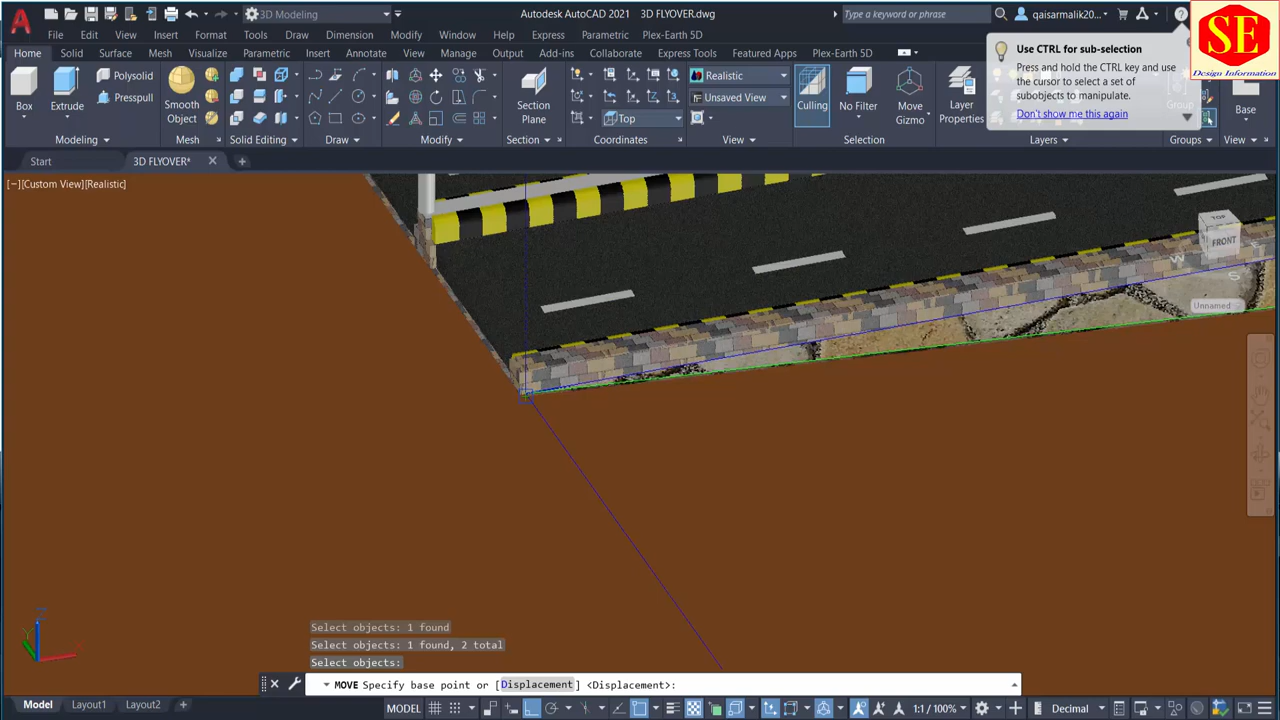 3D Modeling
Autodesk AutoCAD 2021 3D FLYOVER.dwg
Type a keyword or phrase
qaisarmalik20...
SE
Design Information
File Edit View Insert Format Tools Draw Dimension Modify Window Help Express Parametric Plex-Earth 5D
Home Solid Surface Mesh Visualize Parametric Insert Annotate View Manage Output Add-ins Collaborate Express Tools Featured Apps Plex-Earth 5D
Use CTRL for sub-selection
Press and hold the CTRL key and use
the cursor to select a set of
subobjects to manipulate.
Don't show me this again
Polysolid
Presspull
Box
Extrude
Smooth
Object
Section
Plane
Realistic
Unsaved View
Top
Culling
No Filter
Move
Gizmo
Layer
Properties
Group
Base
Modeling Mesh Solid Editing Draw Modify Section Coordinates View Selection Layers Groups View
Start 3D FLYOVER*
[−][Custom View][Realistic]
TOP
FRONT
W
S
Unnamed
Z
Y
X
Select objects: 1 found
Select objects: 1 found, 2 total
Select objects:
MOVE Specify base point or [Displacement] <Displacement>:
Model Layout1 Layout2
MODEL
1:1 / 100%
Decimal